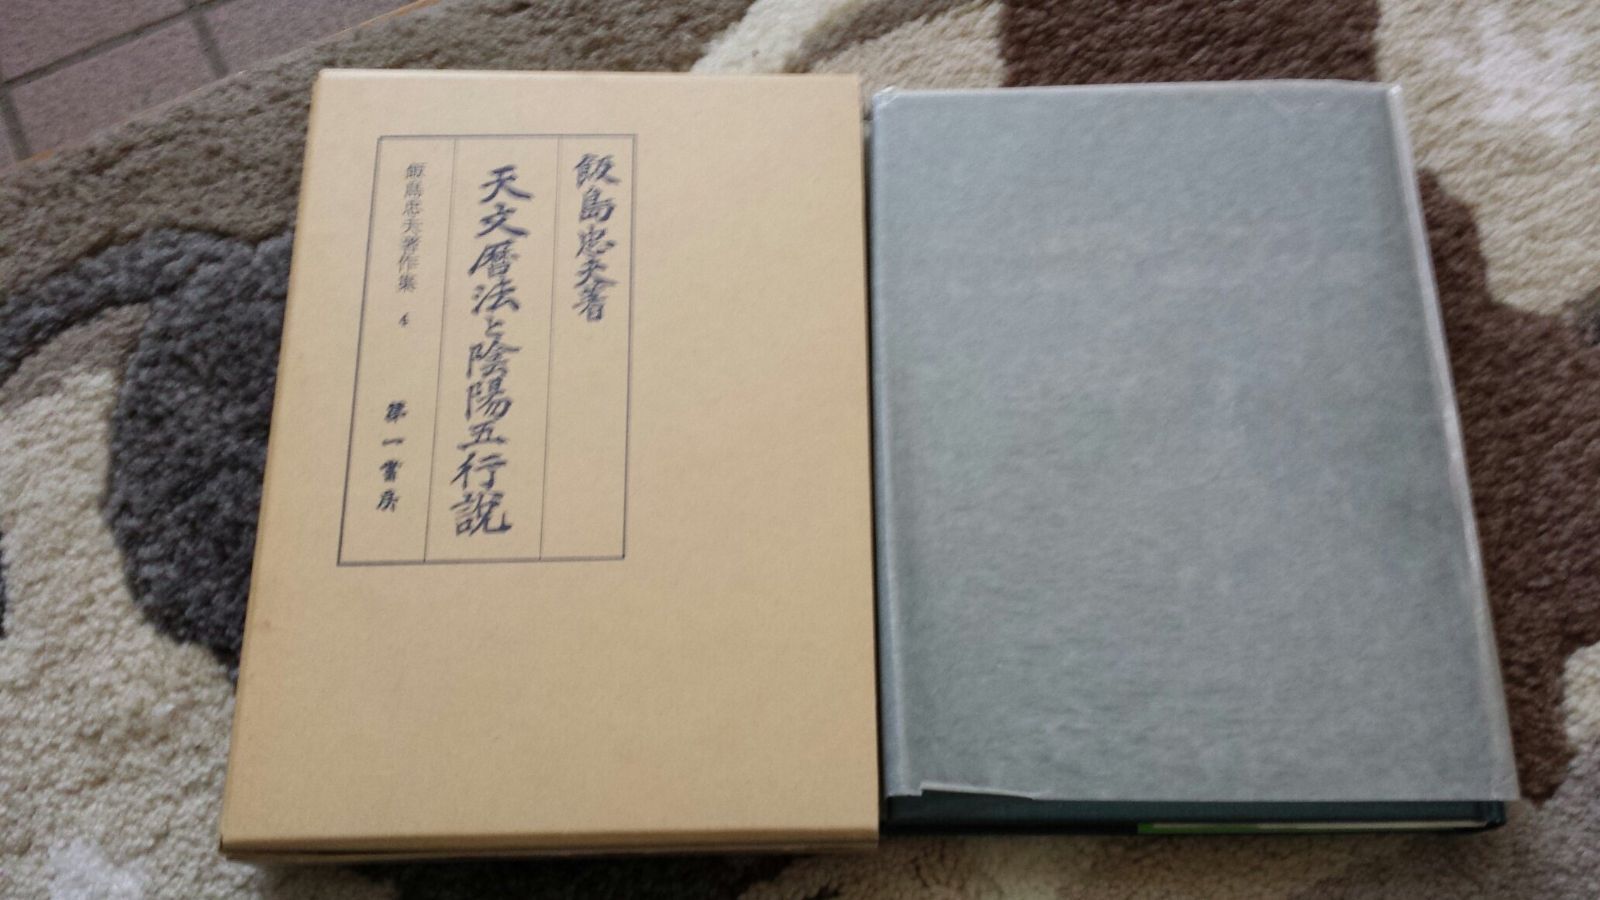 飯島忠夫著
天文暦法と陰陽五行説
飯島忠夫著作集 4
第一書房